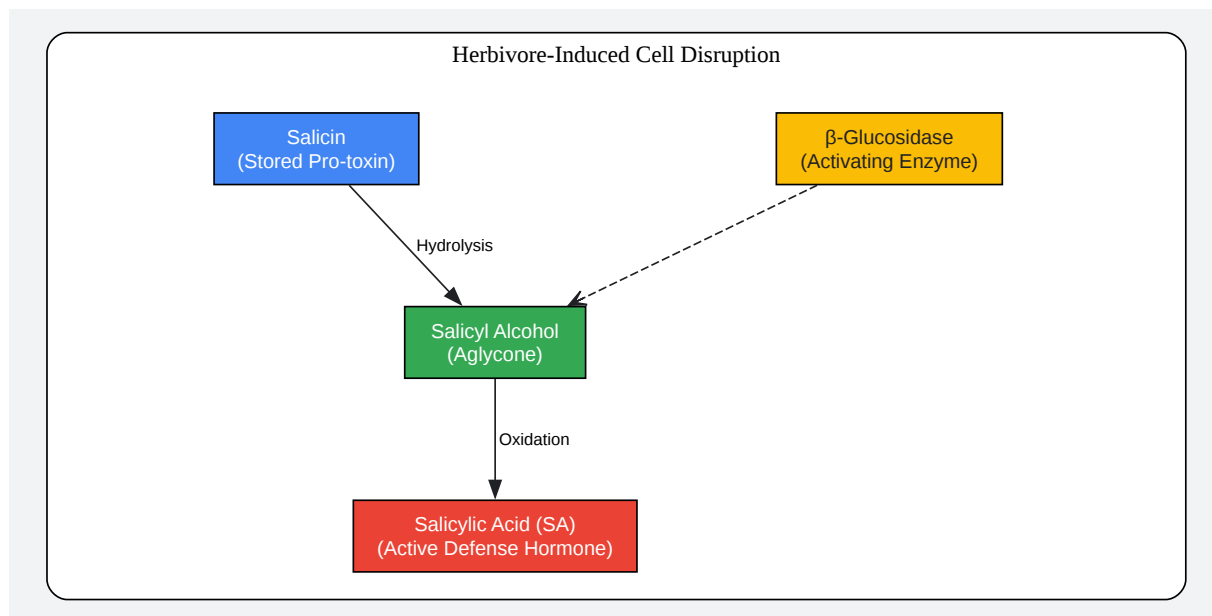 Herbivore-Induced Cell Disruption
Salicin
(Stored Pro-toxin)
β-Glucosidase
(Activating Enzyme)
Hydrolysis
Salicyl Alcohol
(Aglycone)
Oxidation
Salicylic Acid (SA)
(Active Defense Hormone)